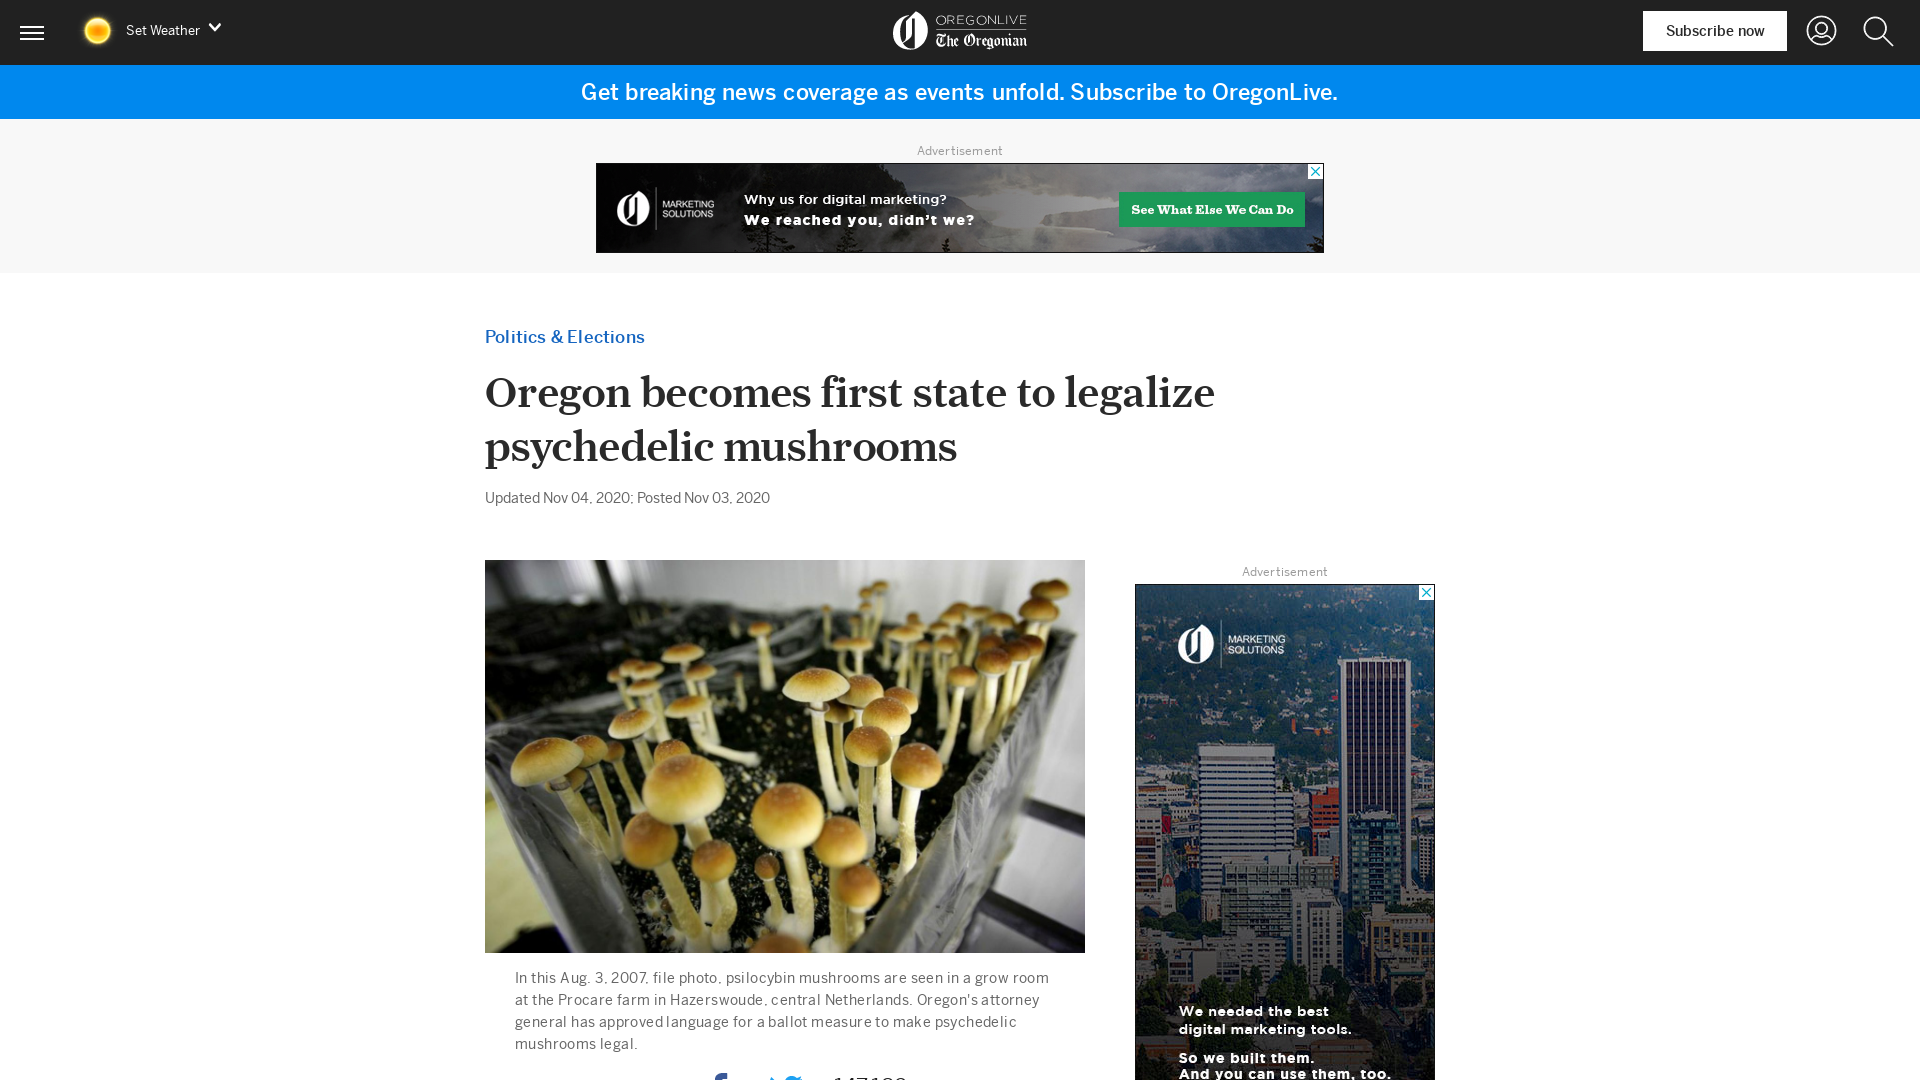 Set Weather
OREGONLIVE
The Oregonian
Subscribe now
Get breaking news coverage as events unfold. Subscribe to OregonLive.
Advertisement
MARKETING
SOLUTIONS
Why us for digital marketing?
We reached you, didn't we?
See What Else We Can Do
Politics & Elections
Oregon becomes first state to legalize
psychedelic mushrooms
Updated Nov 04, 2020; Posted Nov 03, 2020
In this Aug. 3, 2007, file photo, psilocybin mushrooms are seen in a grow room
at the Procare farm in Hazerswoude, central Netherlands. Oregon's attorney
general has approved language for a ballot measure to make psychedelic
mushrooms legal.
Advertisement
MARKETING
SOLUTIONS
We needed the best
digital marketing tools.
So we built them.
And you can use them, too.